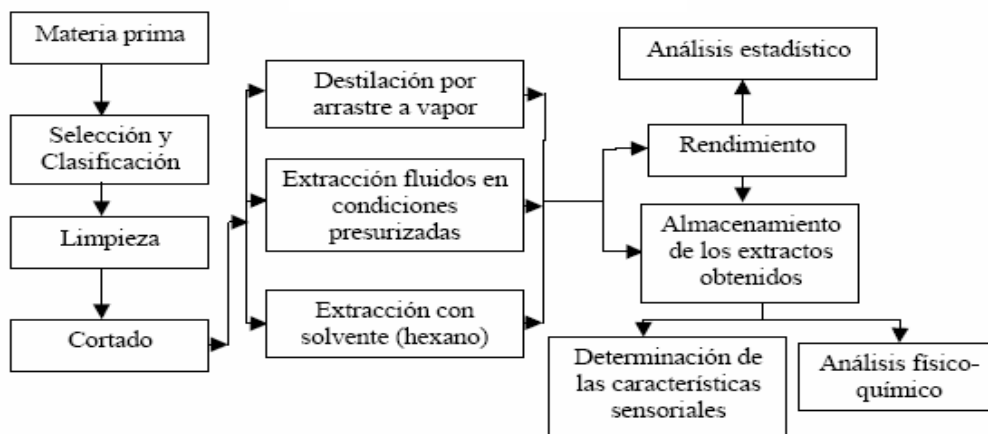 Materia prima
Selección y
Clasificación
Limpieza
Cortado
Destilación por
arrastre a vapor
Extracción fluidos en
condiciones
presurizadas
Extracción con
solvente (hexano)
Análisis estadístico
Rendimiento
Almacenamiento
de los extractos
obtenidos
Determinación de
las características
sensoriales
Análisis físico-
químico